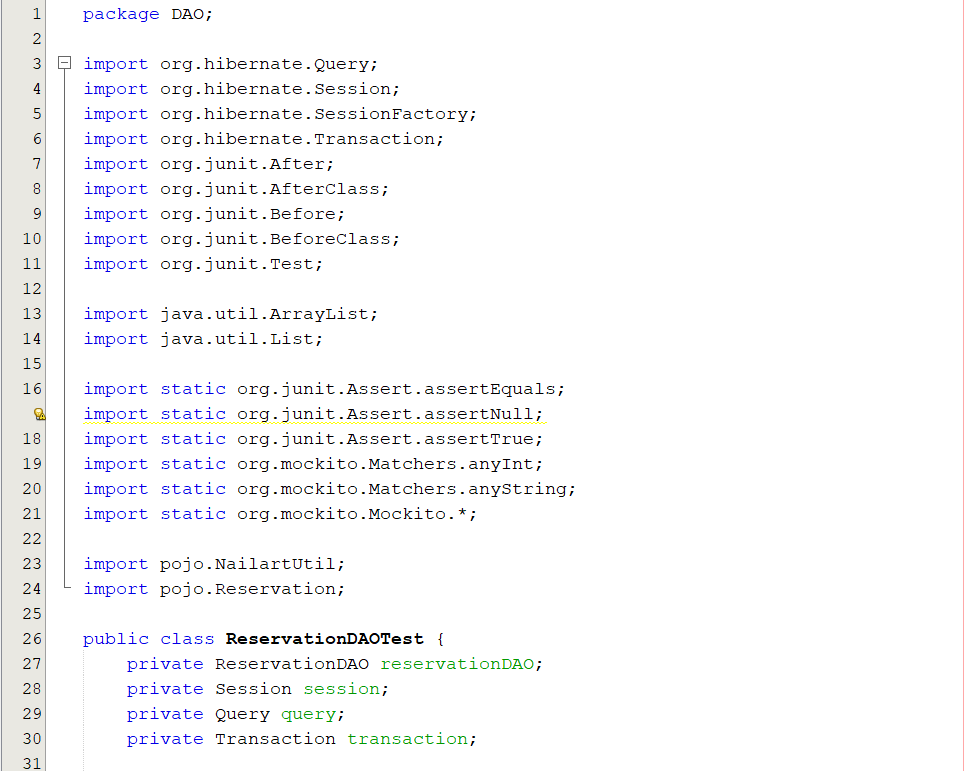 1 package DAO;
2
3 import org.hibernate.Query;
4 import org.hibernate.Session;
5 import org.hibernate.SessionFactory;
6 import org.hibernate.Transaction;
7 import org.junit.After;
8 import org.junit.AfterClass;
9 import org.junit.Before;
10 import org.junit.BeforeClass;
11 import org.junit.Test;
12
13 import java.util.ArrayList;
14 import java.util.List;
15
16 import static org.junit.Assert.assertEquals;
import static org.junit.Assert.assertNull;
18 import static org.junit.Assert.assertTrue;
19 import static org.mockito.Matchers.anyInt;
20 import static org.mockito.Matchers.anyString;
21 import static org.mockito.Mockito.*;
22
23 import pojo.NailartUtil;
24 import pojo.Reservation;
25
26 public class ReservationDAOTest {
27     private ReservationDAO reservationDAO;
28     private Session session;
29     private Query query;
30     private Transaction transaction;
31